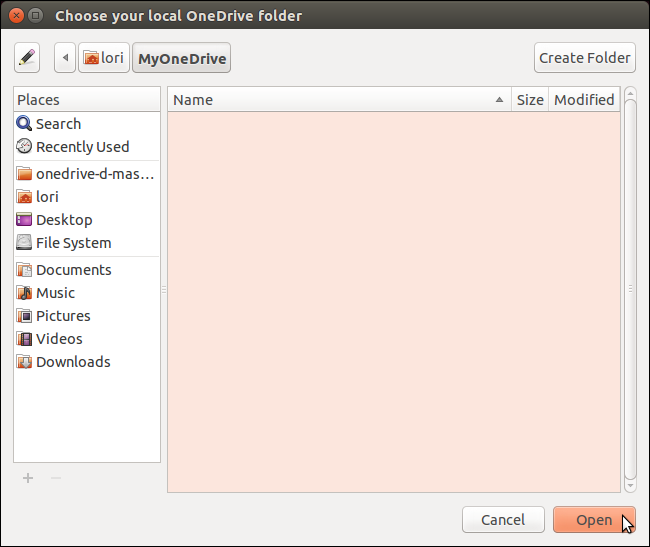 Choose your local OneDrive folder
lori MyOneDrive Create Folder
Places
Search
Recently Used
onedrive-d-mas...
lori
Desktop
File System
Documents
Music
Pictures
Videos
Downloads
Name Size Modified
Cancel Open